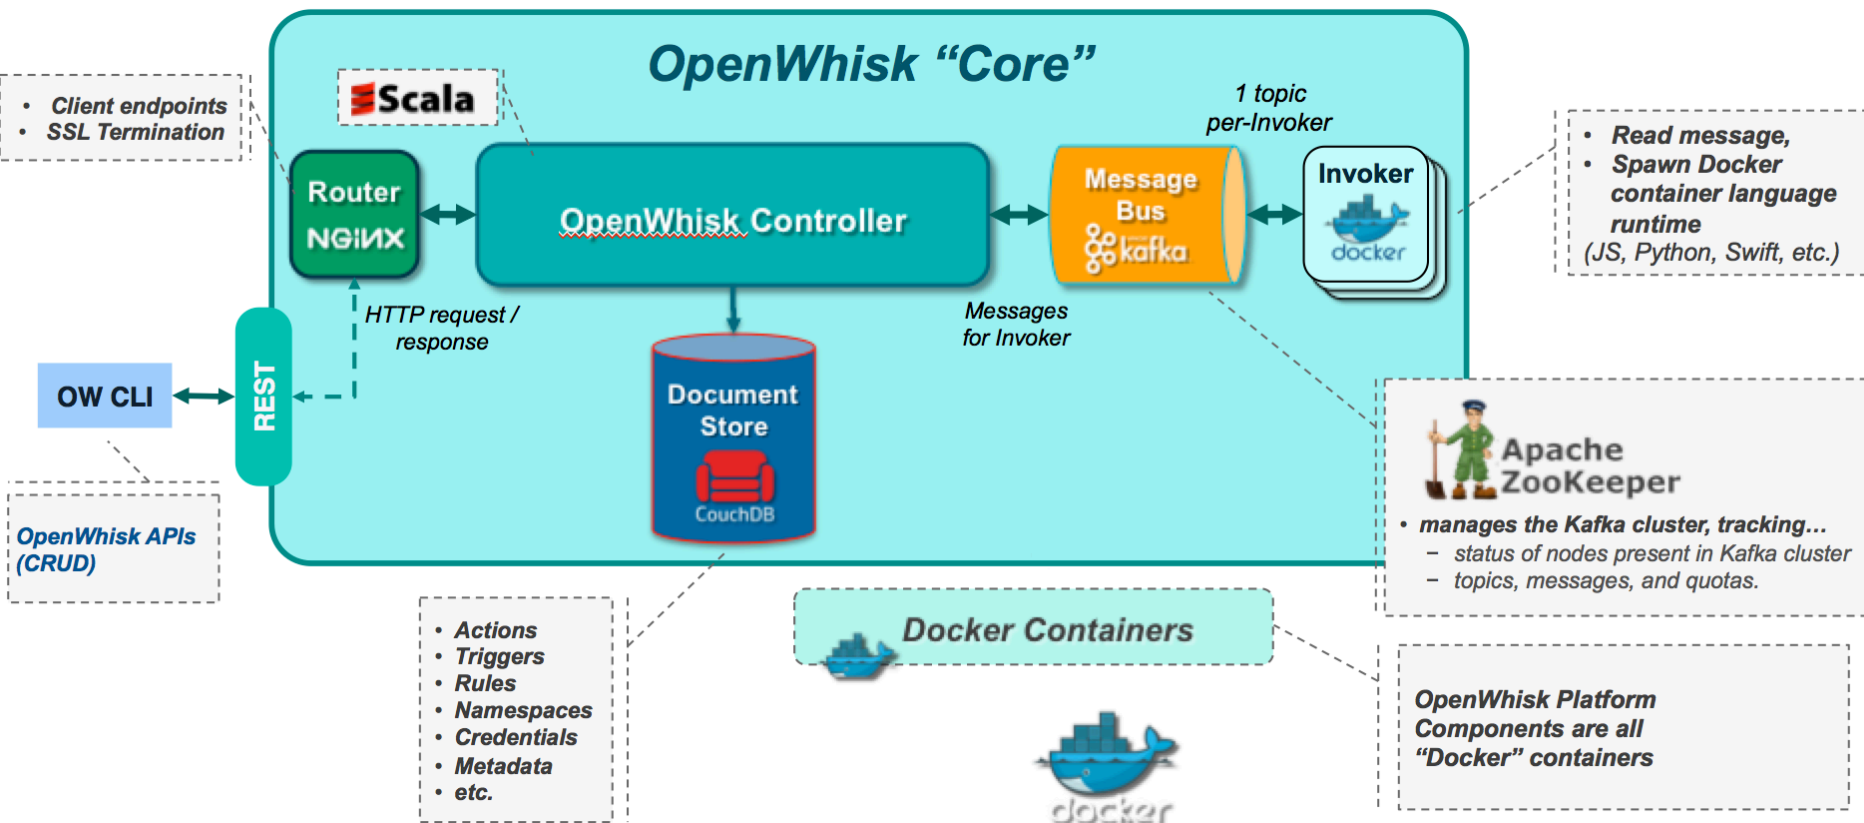 OpenWhisk “Core”
• Client endpoints
• SSL Termination
Scala
1 topic
per-Invoker
• Read message,
• Spawn Docker
container language
runtime
(JS, Python, Swift, etc.)
Router
NGINX
OpenWhisk Controller
Message
Bus
kafka
Invoker
docker
HTTP request /
response
Messages
for Invoker
OW CLI
REST
Document
Store
CouchDB
OpenWhisk APIs
(CRUD)
Apache
ZooKeeper
• manages the Kafka cluster, tracking…
– status of nodes present in Kafka cluster
– topics, messages, and quotas.
• Actions
• Triggers
• Rules
• Namespaces
• Credentials
• Metadata
• etc.
Docker Containers
docker
OpenWhisk Platform
Components are all
“Docker” containers